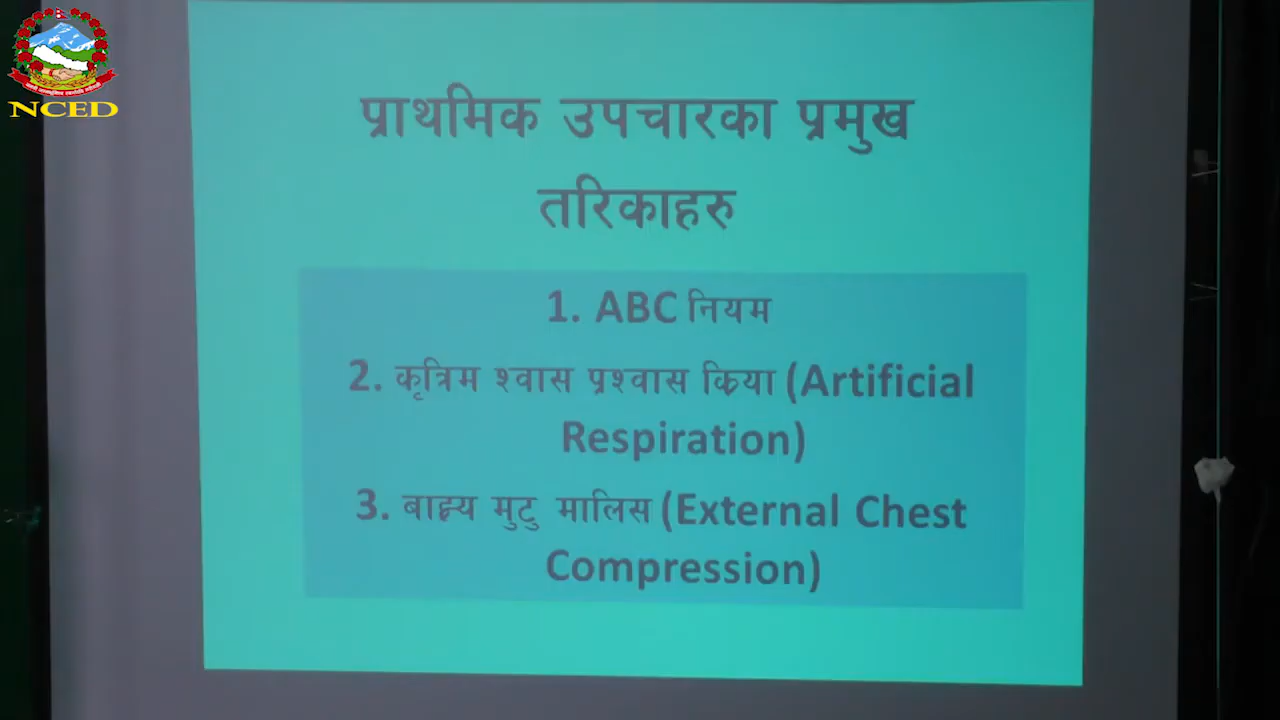 NCED
प्राथमिक उपचारका प्रमुख
तरिकाहरु
1. ABC नियम
2. कृत्रिम श्वास प्रश्वास क्रिया (Artificial
Respiration)
3. बाह्य मुटु मालिस (External Chest
Compression)